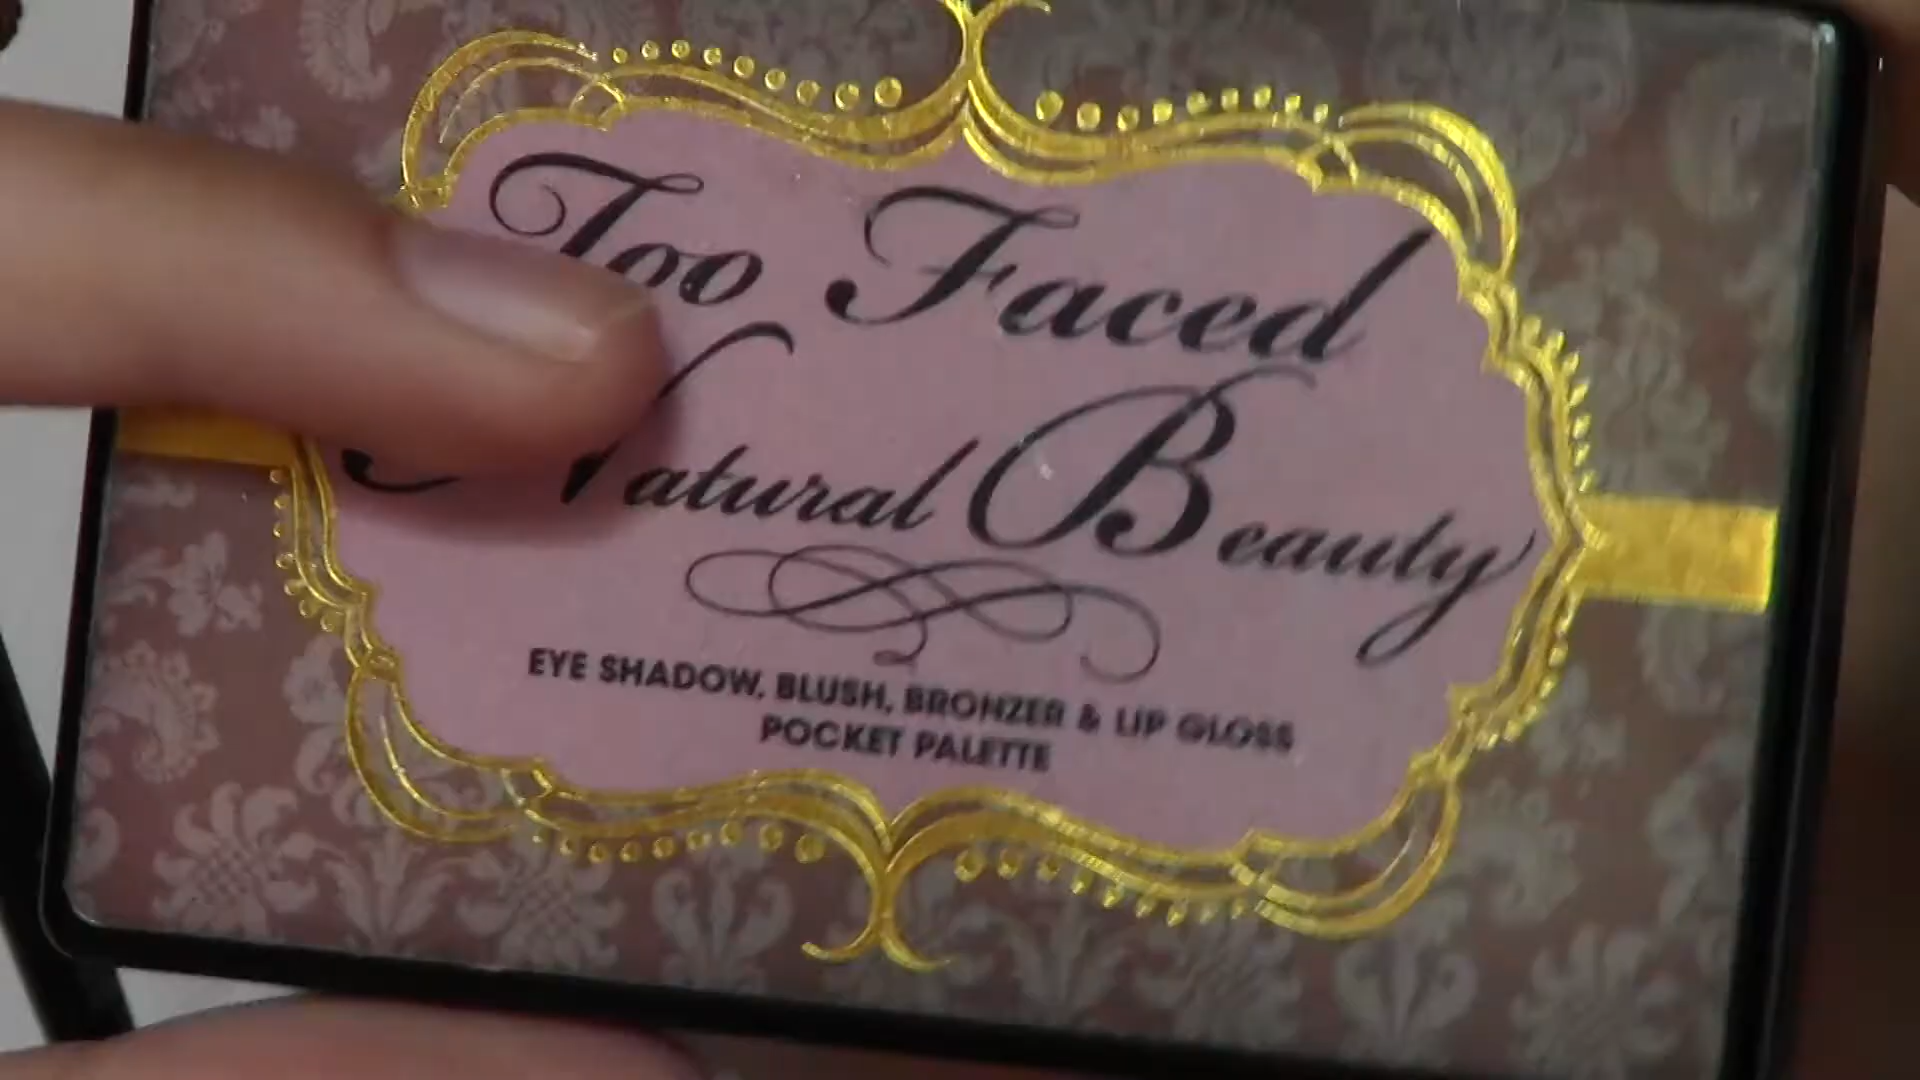 Too Faced
Natural Beauty
EYE SHADOW, BLUSH, BRONZER & LIP GLOSS
POCKET PALETTE